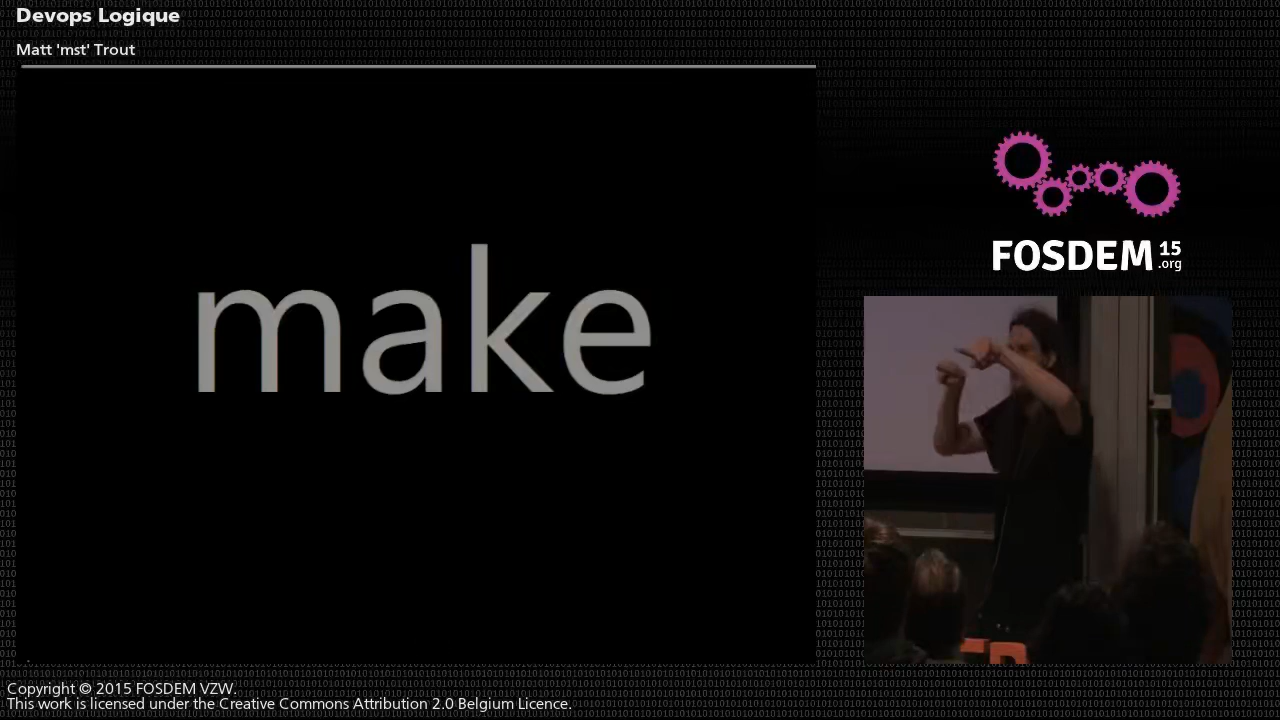 Devops Logique
Matt 'mst' Trout
make
FOSDEM 15
.org
Copyright © 2015 FOSDEM VZW.
This work is licensed under the Creative Commons Attribution 2.0 Belgium Licence.